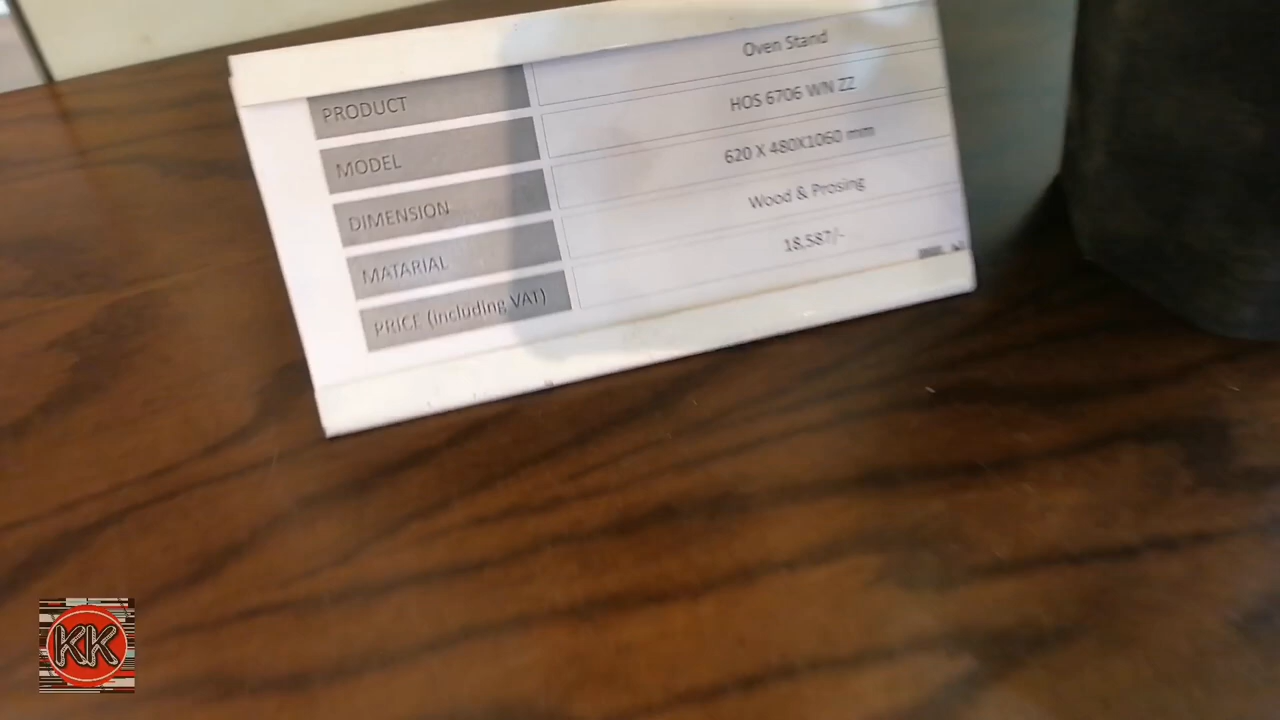 PRODUCT Oven Stand
MODEL HOS 6706 WN ZZ
DIMENSION 620 X 480X1060 mm
MATARIAL Wood & Prosing
PRICE (including VAT) 18,587/-
KK